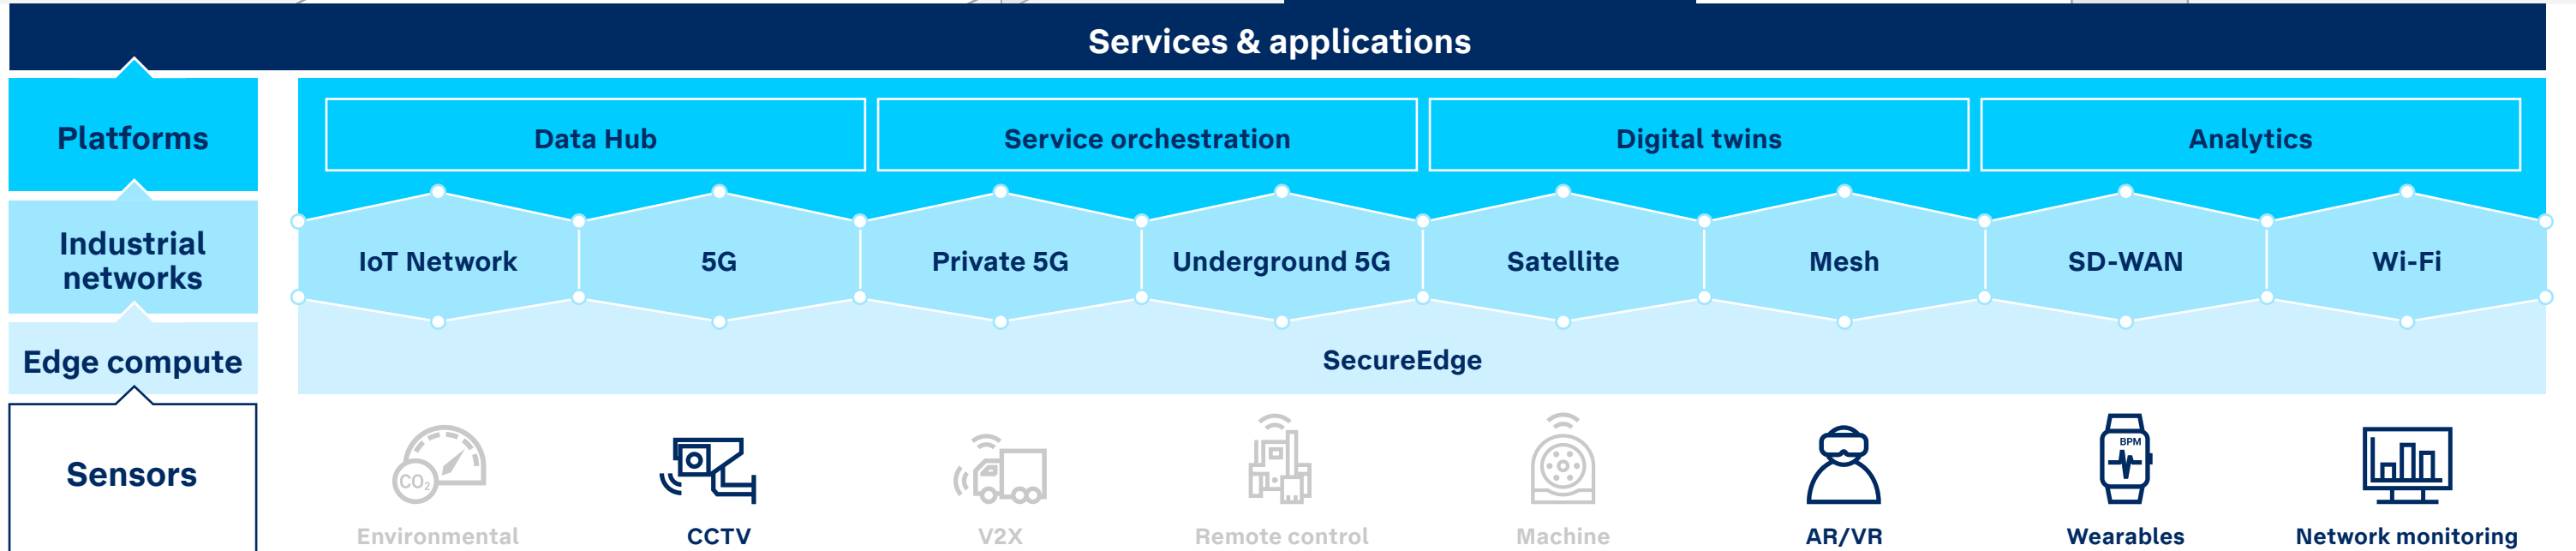 Services & applications
Platforms
Data Hub
Service orchestration
Digital twins
Analytics
Industrial
networks
IoT Network
5G
Private 5G
Underground 5G
Satellite
Mesh
SD-WAN
Wi-Fi
Edge compute
SecureEdge
Sensors
CO₂
BPM
Environmental
CCTV
V2X
Remote control
Machine
AR/VR
Wearables
Network monitoring